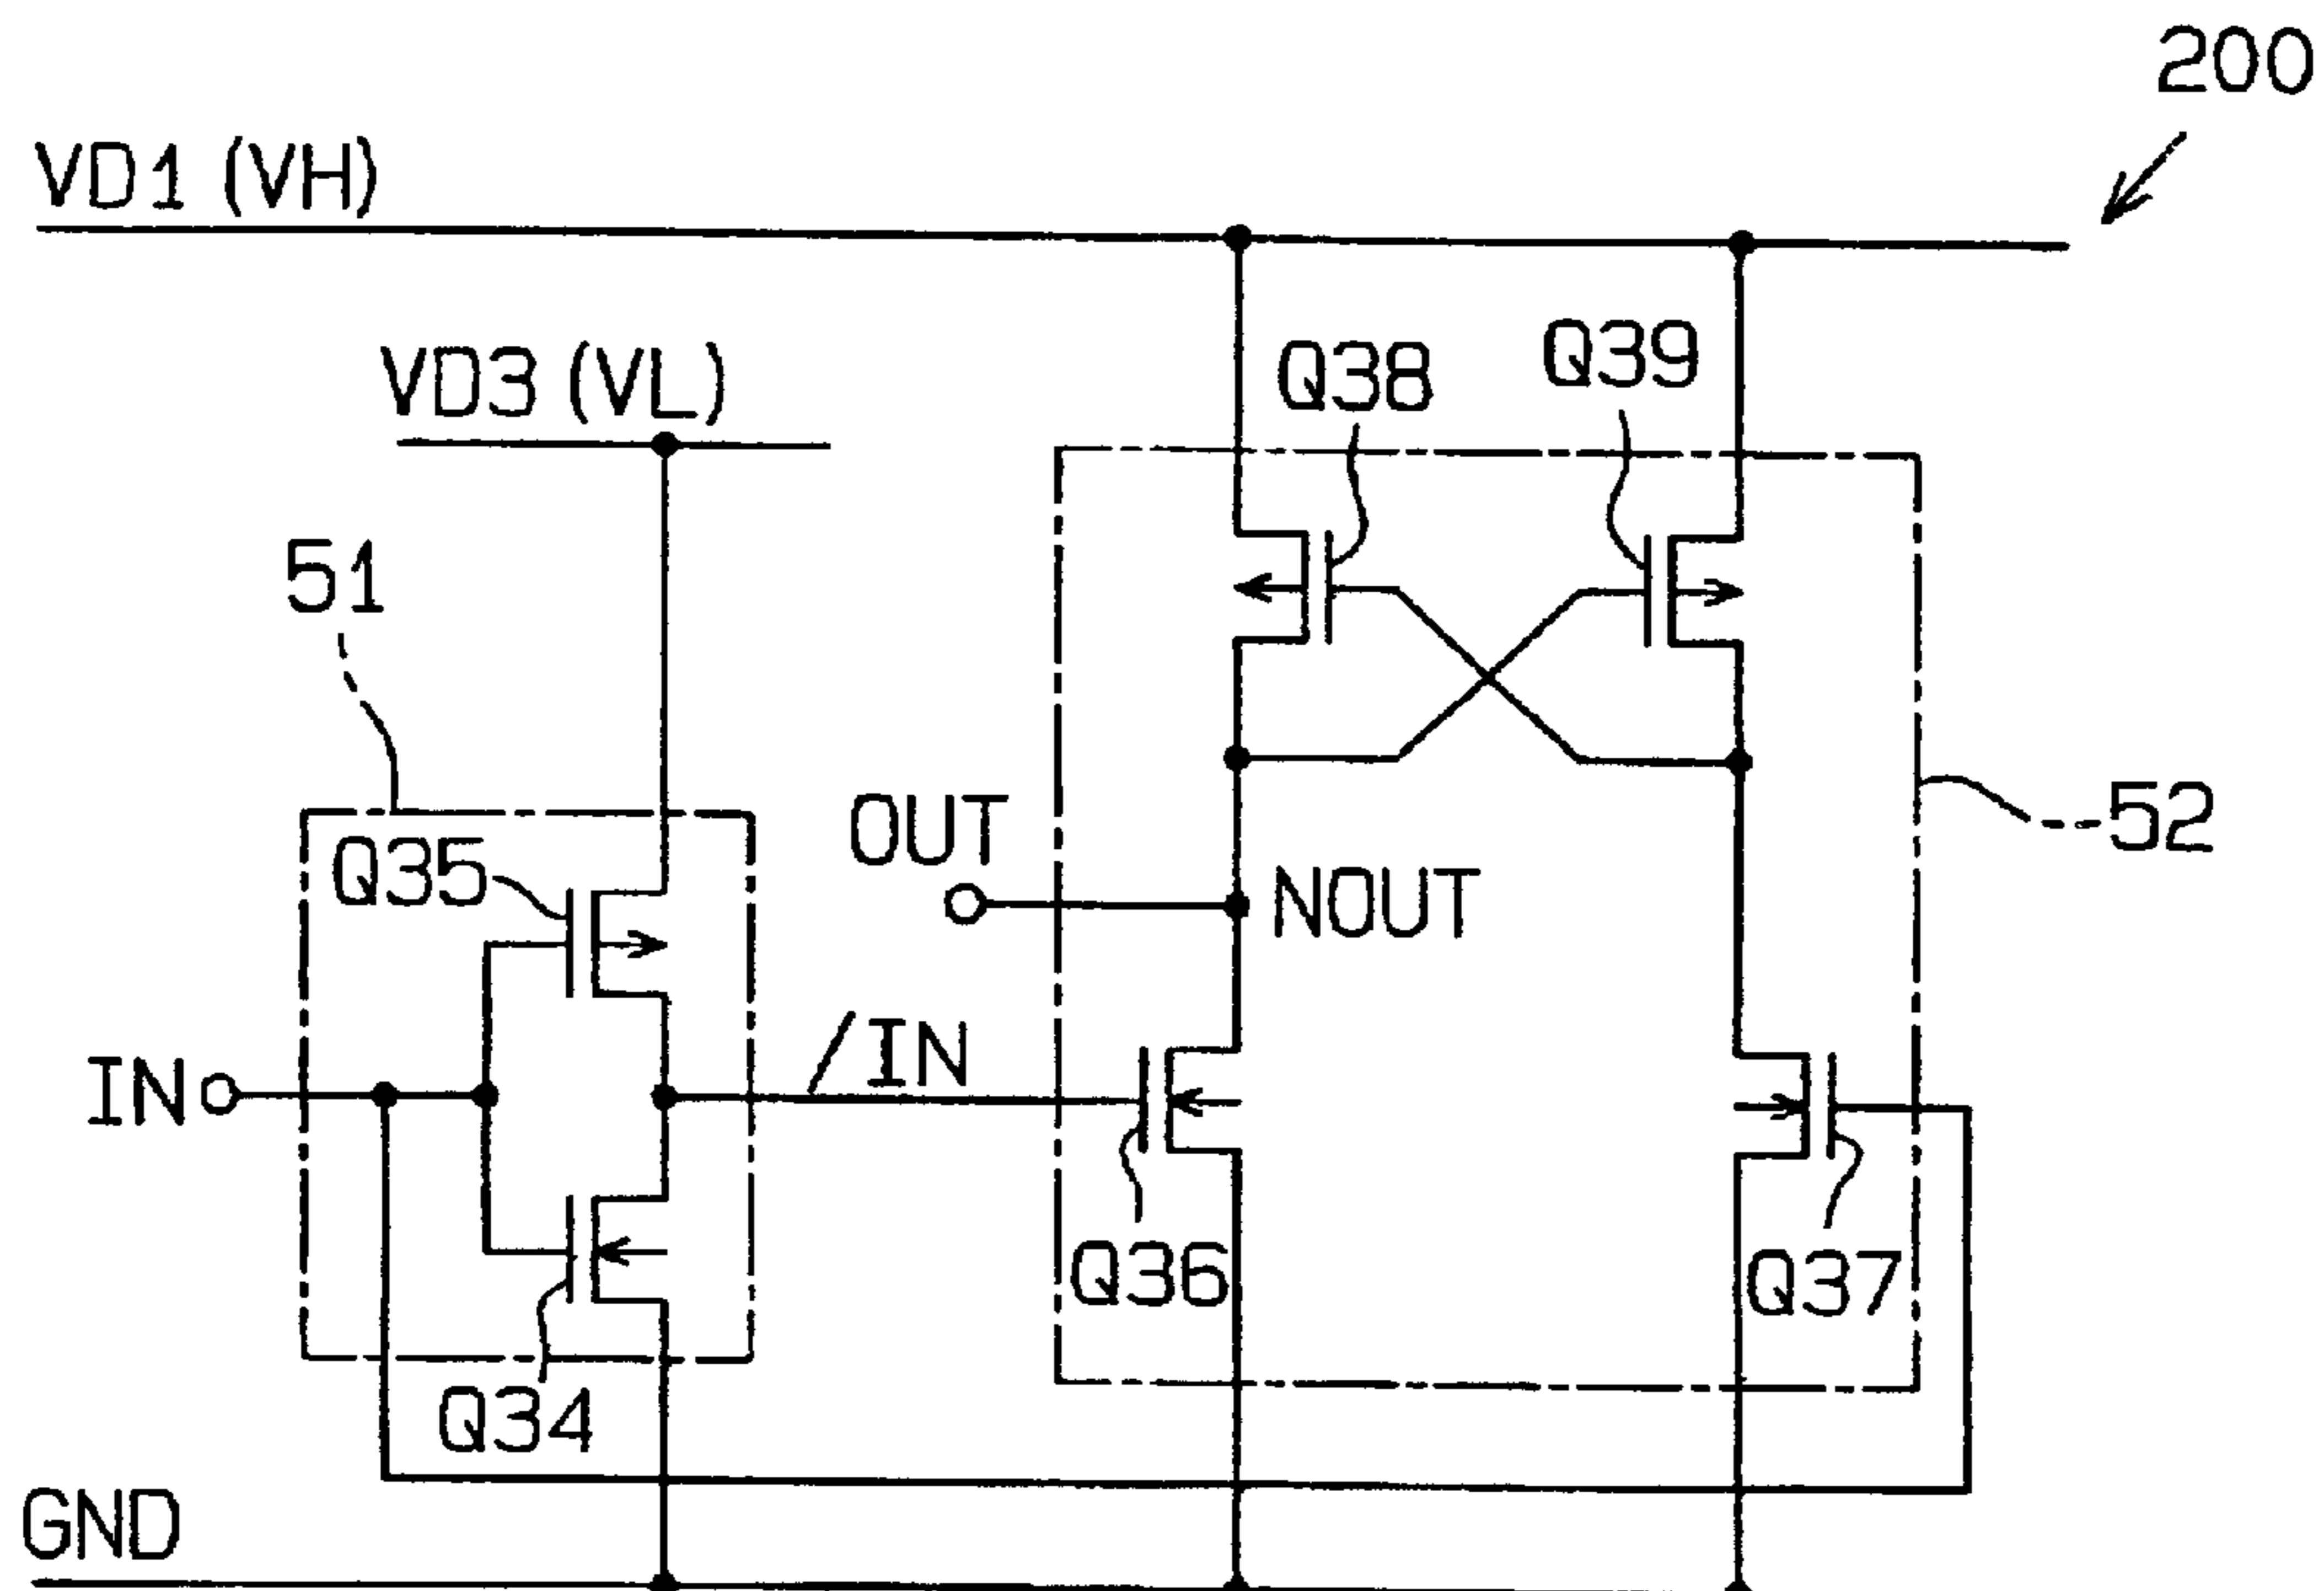 200
VD1 (VH)
VD3 (VL)
Q38
Q39
51
52
OUT
Q35
NOUT
/IN
IN
Q36
Q37
Q34
GND